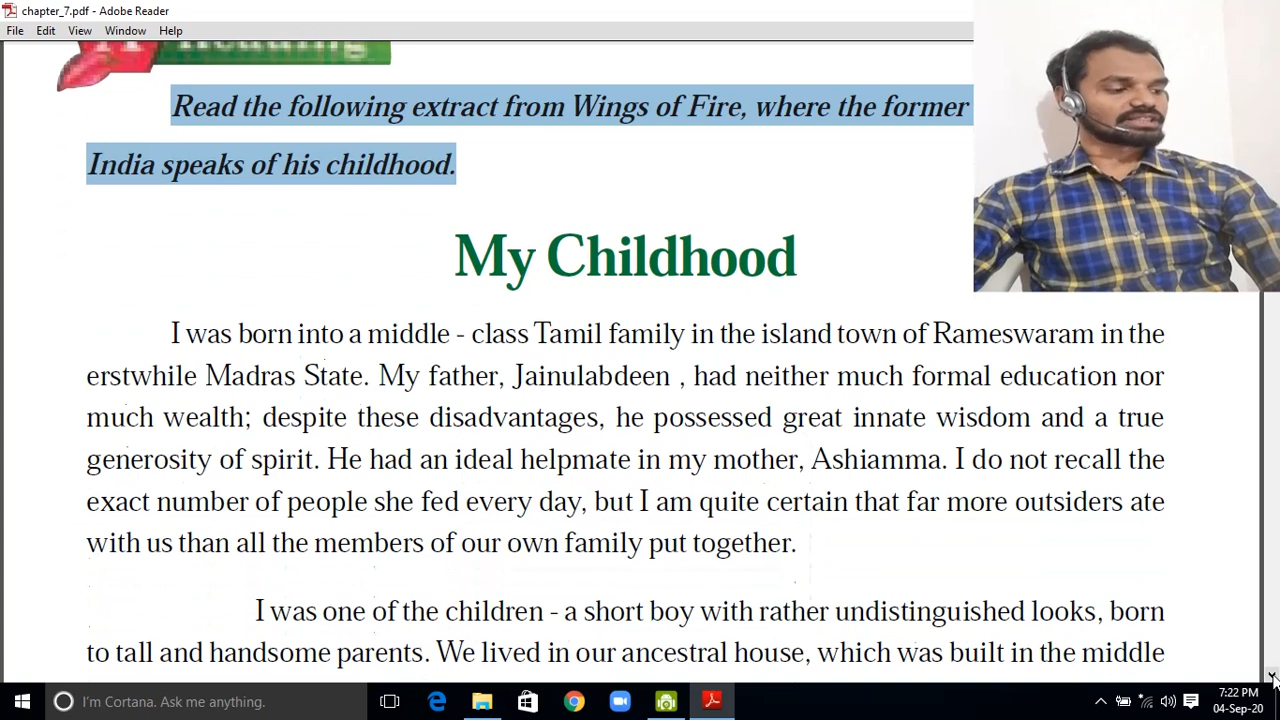 chapter_7.pdf - Adobe Reader
File Edit View Window Help
Reading
Read the following extract from Wings of Fire, where the former
India speaks of his childhood.
My Childhood
I was born into a middle - class Tamil family in the island town of Rameswaram in the
erstwhile Madras State. My father, Jainulabdeen , had neither much formal education nor
much wealth; despite these disadvantages, he possessed great innate wisdom and a true
generosity of spirit. He had an ideal helpmate in my mother, Ashiamma. I do not recall the
exact number of people she fed every day, but I am quite certain that far more outsiders ate
with us than all the members of our own family put together.
I was one of the children - a short boy with rather undistinguished looks, born
to tall and handsome parents. We lived in our ancestral house, which was built in the middle
I'm Cortana. Ask me anything.
7:22 PM
04-Sep-20